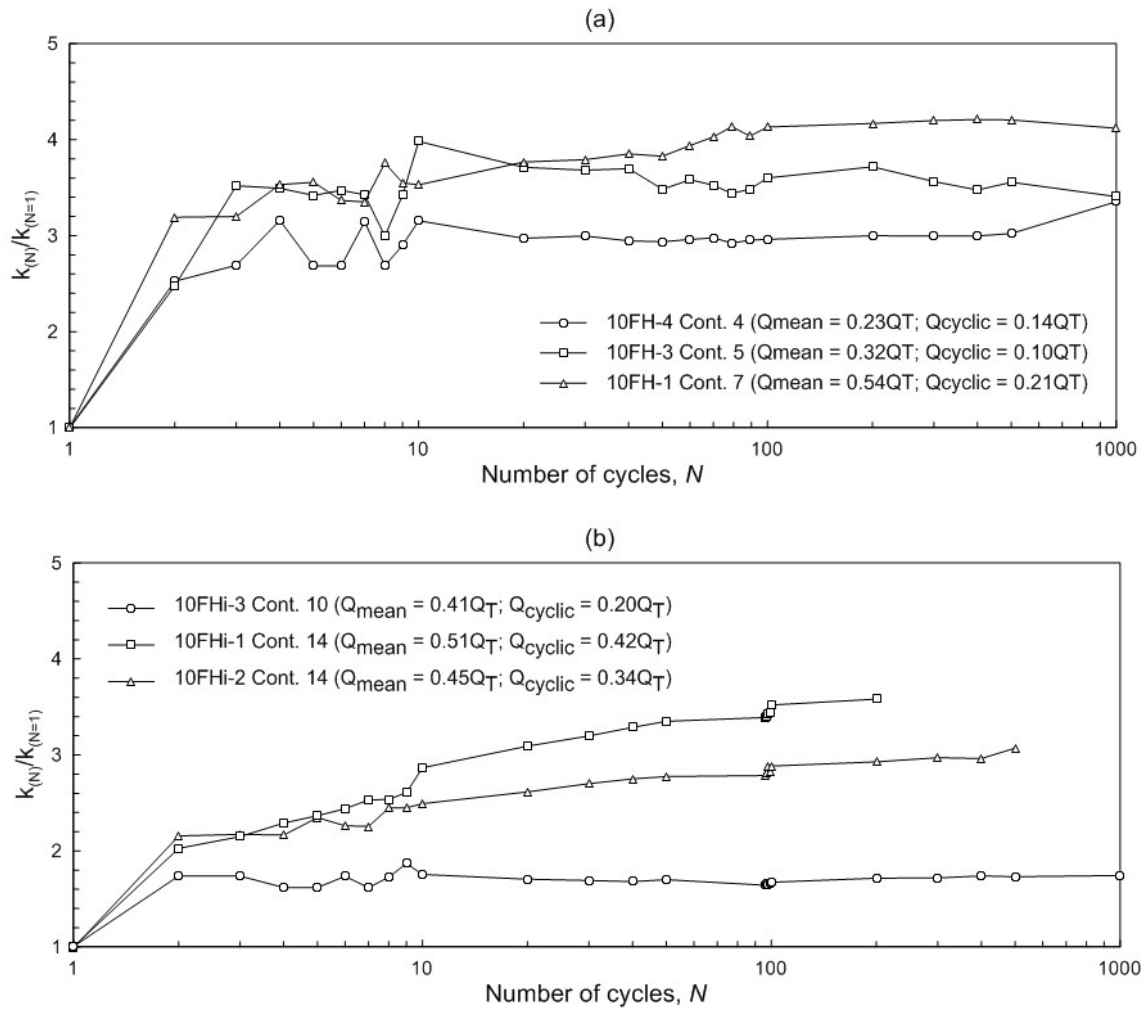 (a)
5
4
3
2
1
k(N)/k(N=1)
10FH-4 Cont. 4 (Qmean = 0.23QT; Qcyclic = 0.14QT)
10FH-3 Cont. 5 (Qmean = 0.32QT; Qcyclic = 0.10QT)
10FH-1 Cont. 7 (Qmean = 0.54QT; Qcyclic = 0.21QT)
1 10 100 1000
Number of cycles, N
(b)
5
4
3
2
1
k(N)/k(N=1)
10FHi-3 Cont. 10 (Qmean = 0.41QT; Qcyclic = 0.20QT)
10FHi-1 Cont. 14 (Qmean = 0.51QT; Qcyclic = 0.42QT)
10FHi-2 Cont. 14 (Qmean = 0.45QT; Qcyclic = 0.34QT)
1 10 100 1000
Number of cycles, N